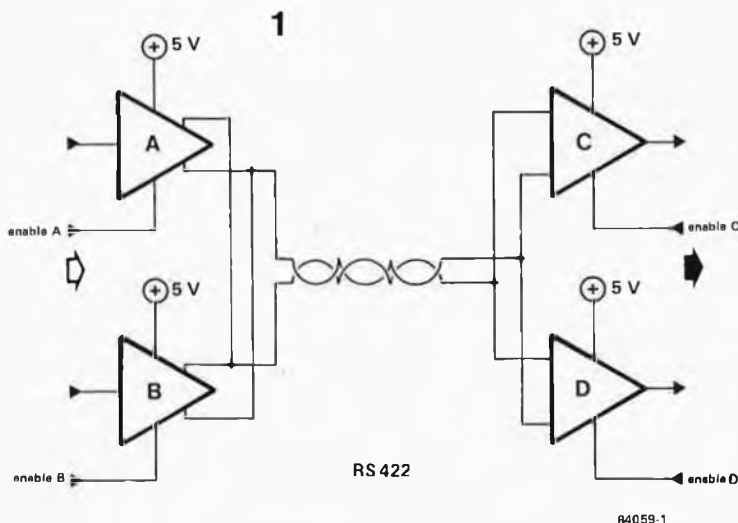 1
5 V
5 V
A
C
enable A
enable C
5 V
5 V
B
D
enable B
RS 422
enable D
84059-1